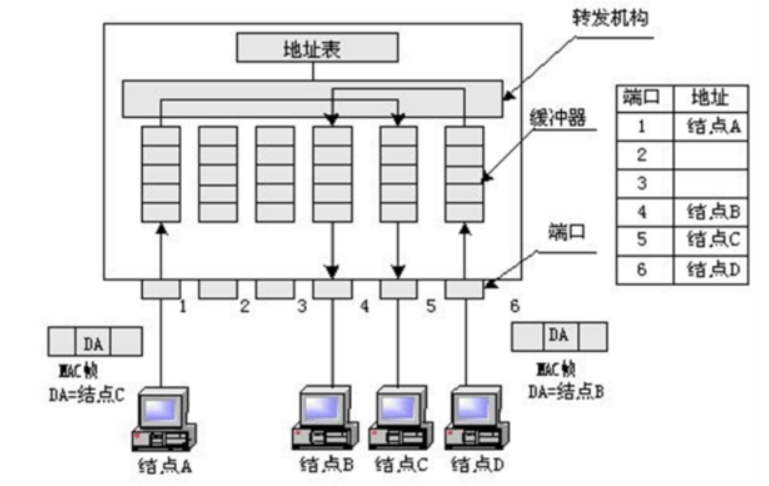 转发机构
地址表
缓冲器
端口 地址
1 结点A
2
3
4 结点B
5 结点C
6 结点D
端口
1 2 3 4 5 6
DA
MAC帧
DA=结点C
DA
MAC帧
DA=结点B
结点A 结点B 结点C 结点D